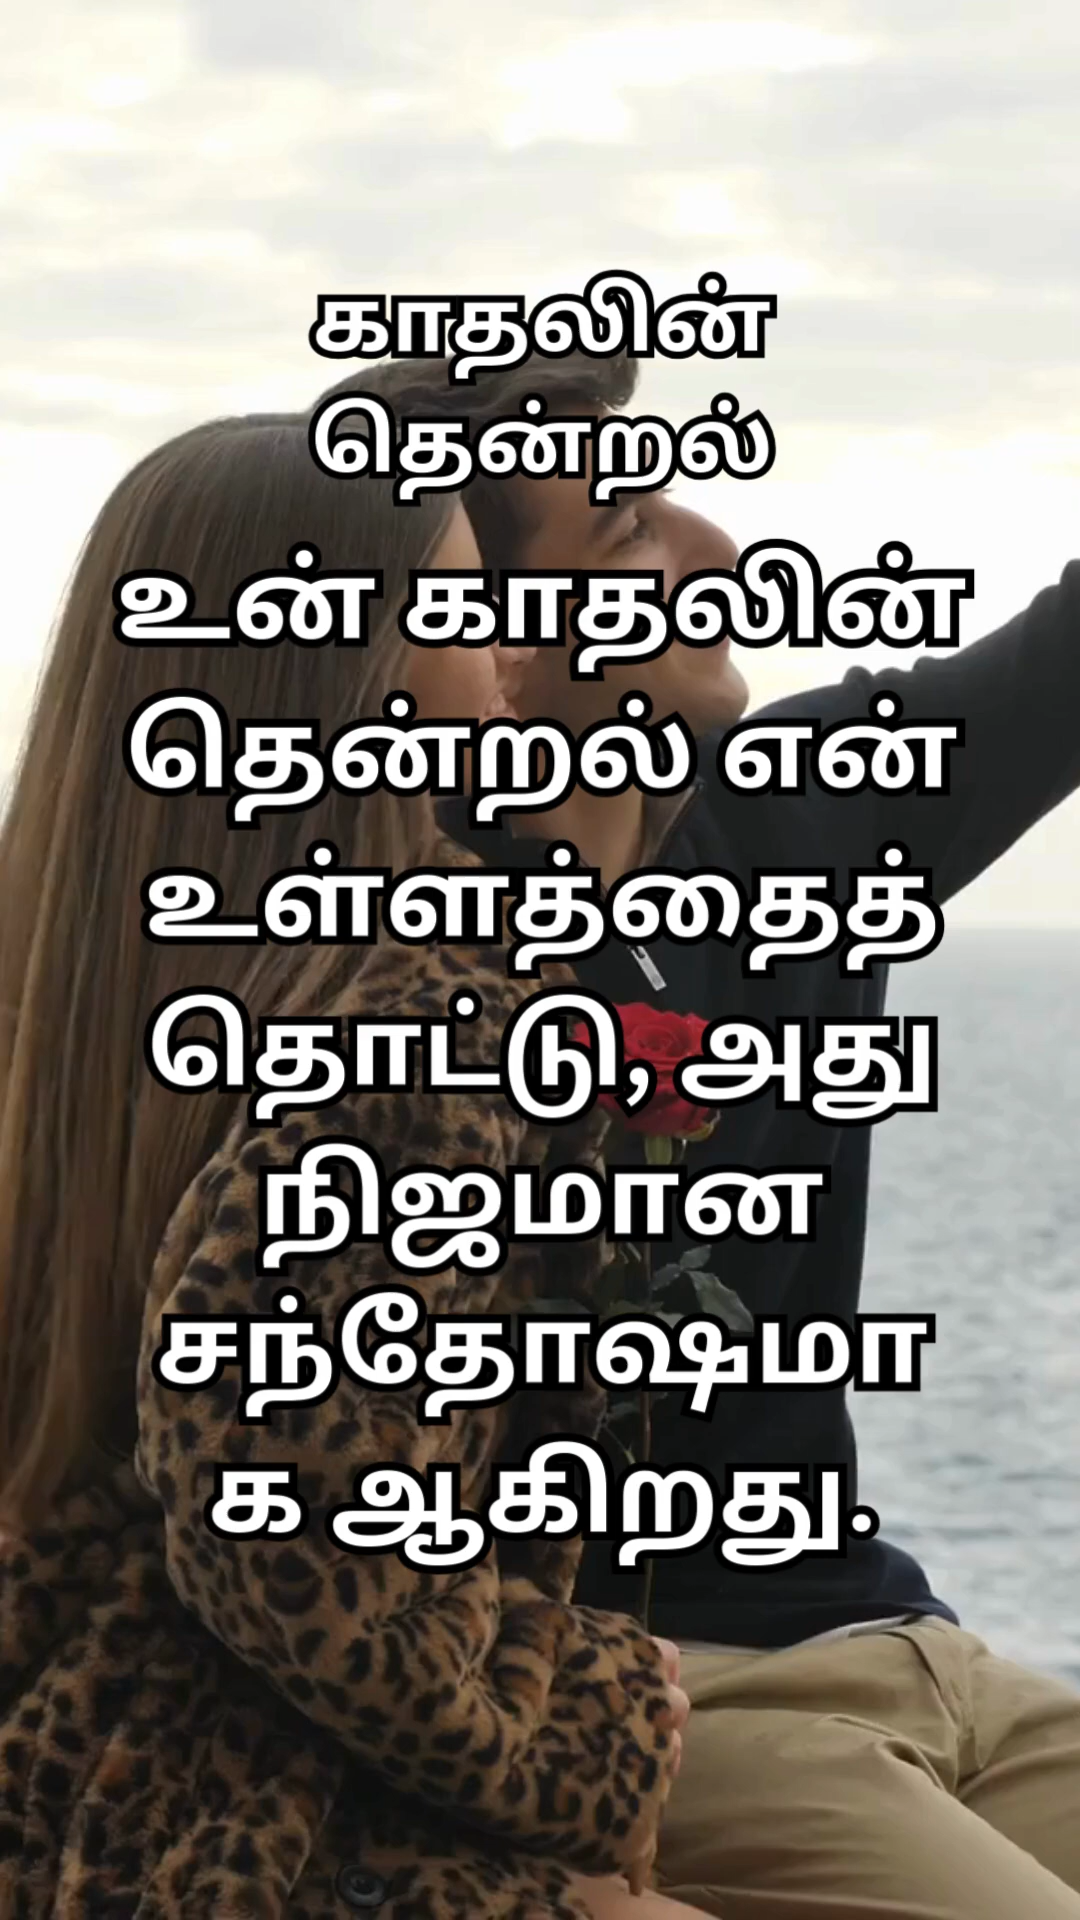 காதலின்
தென்றல்
உன் காதலின்
தென்றல் என்
உள்ளத்தைத்
தொட்டு, அது
நிஜமான
சந்தோஷமா
க ஆகிறது.